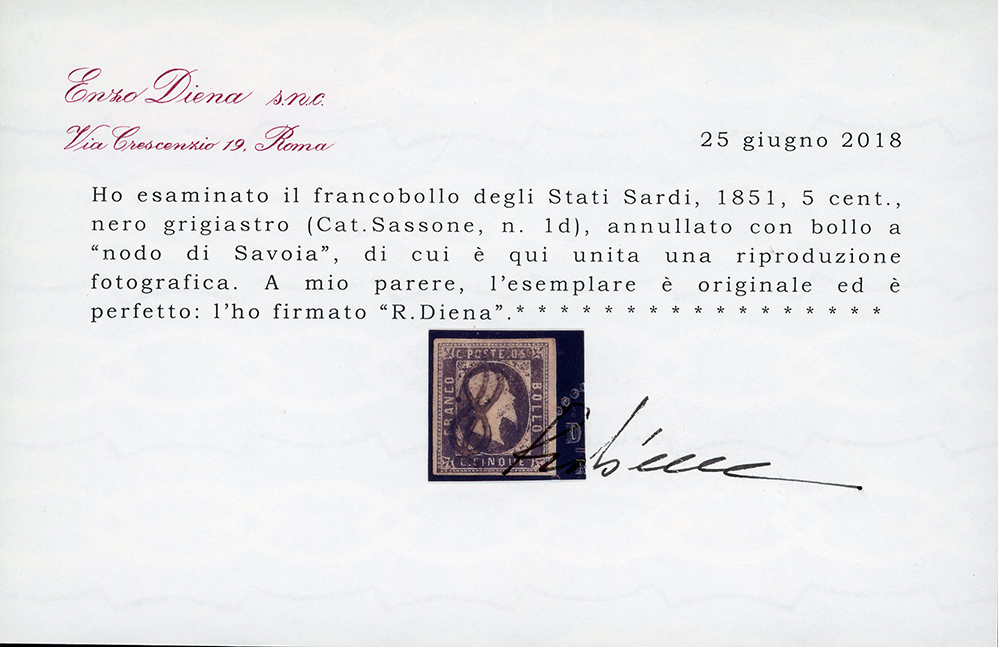 Enzo Diena s.n.c.
Via Crescenzio 19, Roma
25 giugno 2018
Ho esaminato il francobollo degli Stati Sardi, 1851, 5 cent.,
nero grigiastro (Cat.Sassone, n. 1d), annullato con bollo a
“nodo di Savoia”, di cui è qui unita una riproduzione
fotografica. A mio parere, l’esemplare è originale ed è
perfetto: l’ho firmato “R.Diena”.* * * * * * * * * * * * * * * * * *
C. POSTE. 05
FRANCO
BOLLO
C. CINQUE